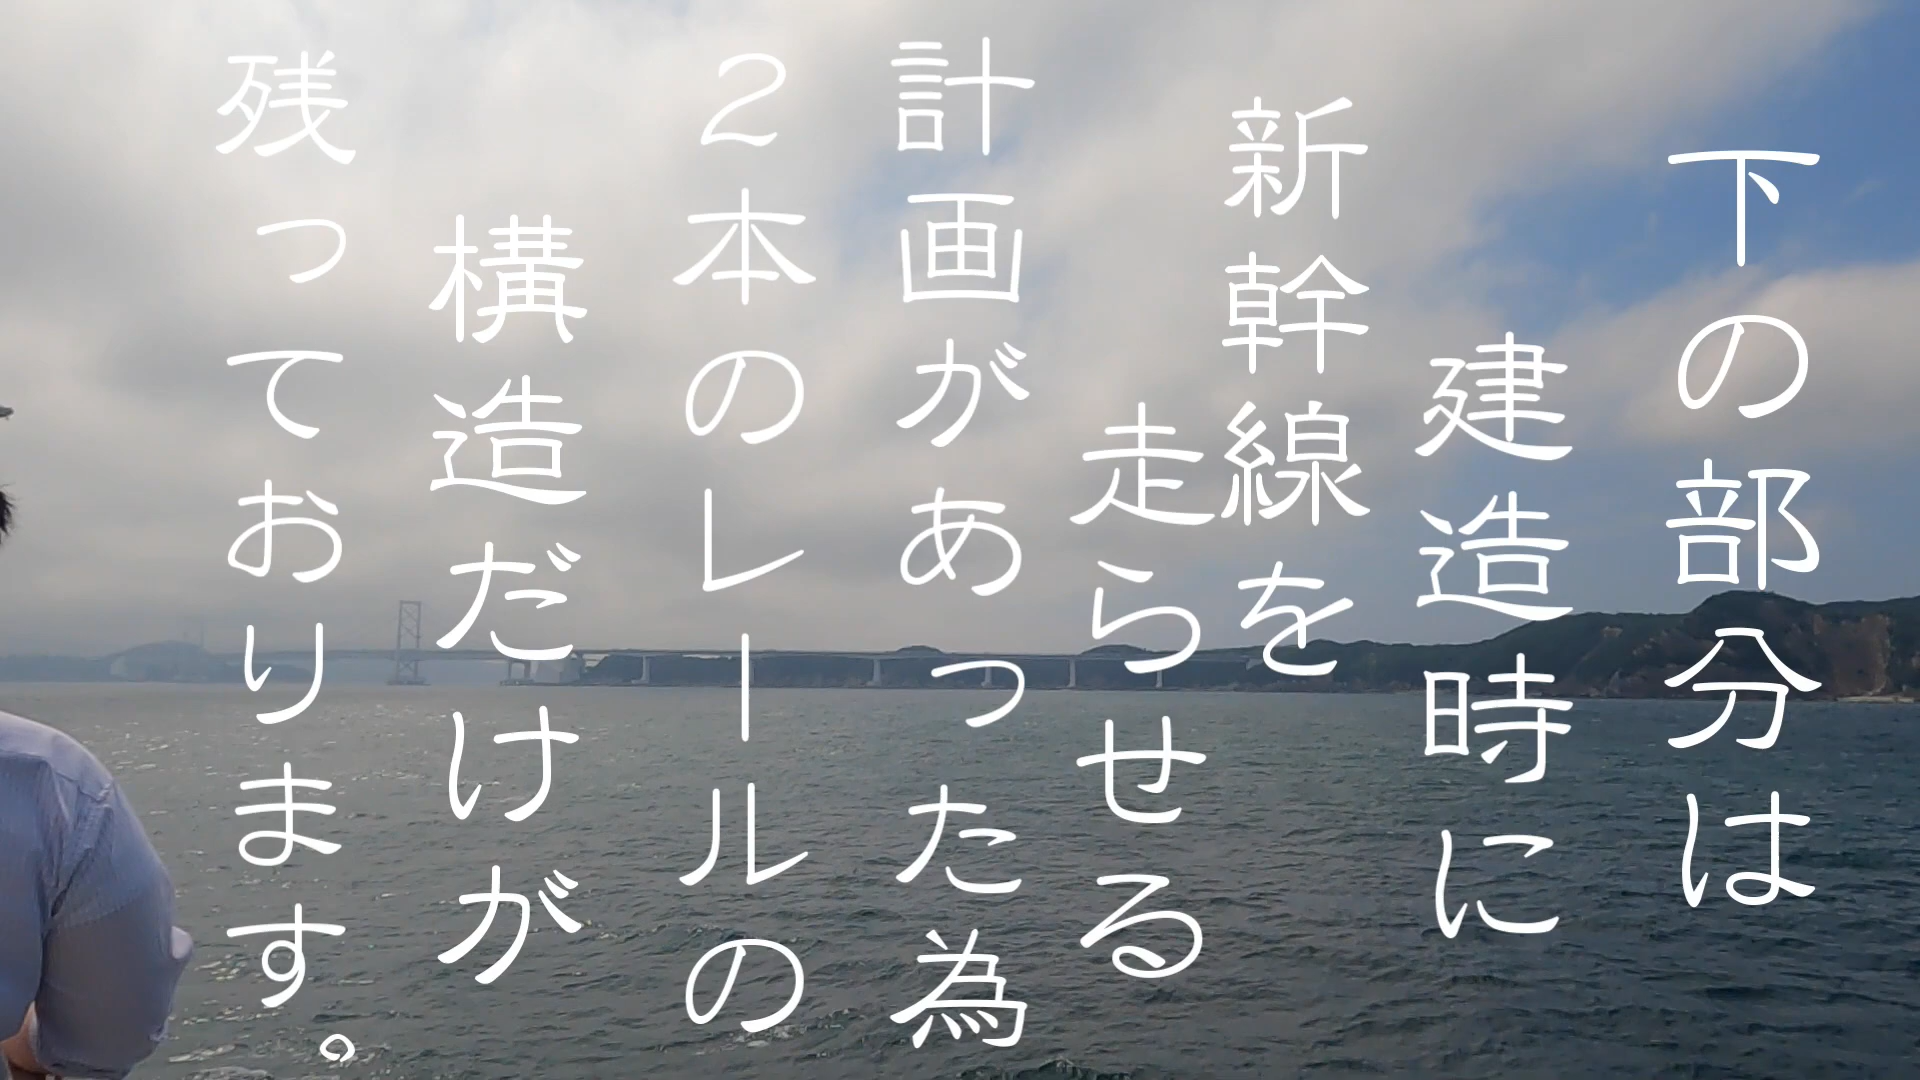 下の部分は
建造時に
新幹線を
走らせる
計画があった為
2本のレールの
構造だけが
残っております。